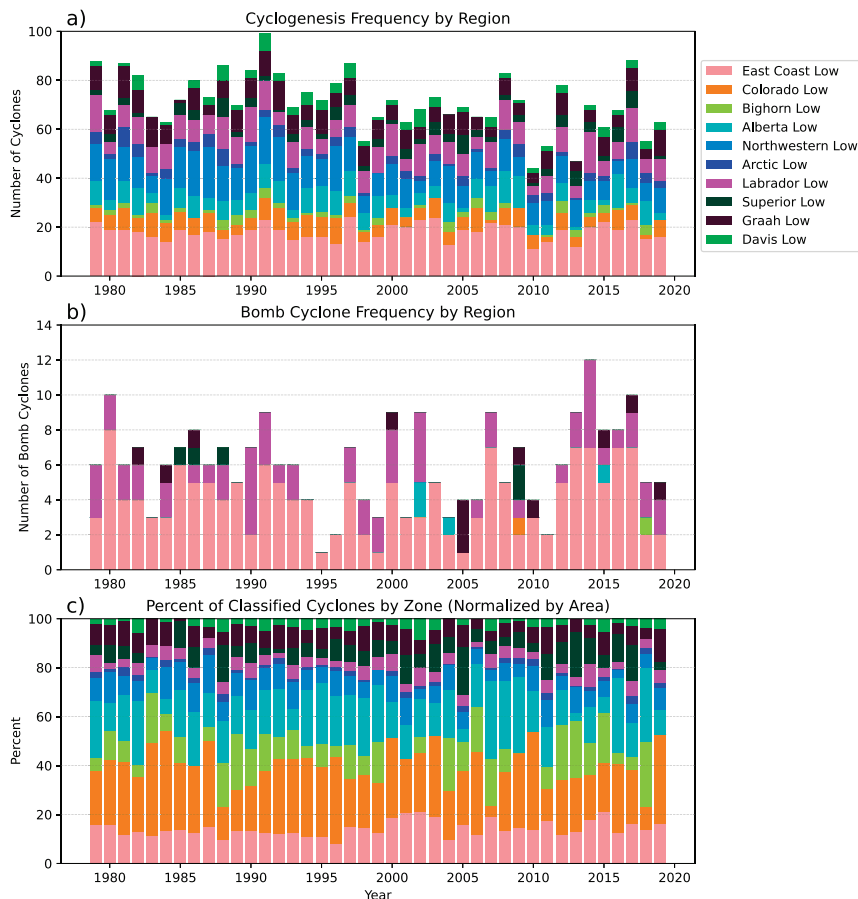 a)
Cyclogenesis Frequency by Region
Number of Cyclones
100
80
60
40
20
0
1980 1985 1990 1995 2000 2005 2010 2015 2020
East Coast Low
Colorado Low
Bighorn Low
Alberta Low
Northwestern Low
Arctic Low
Labrador Low
Superior Low
Graah Low
Davis Low
b)
Bomb Cyclone Frequency by Region
Number of Bomb Cyclones
14
12
10
8
6
4
2
0
1980 1985 1990 1995 2000 2005 2010 2015 2020
c)
Percent of Classified Cyclones by Zone (Normalized by Area)
Percent
100
80
60
40
20
0
1980 1985 1990 1995 2000 2005 2010 2015 2020
Year